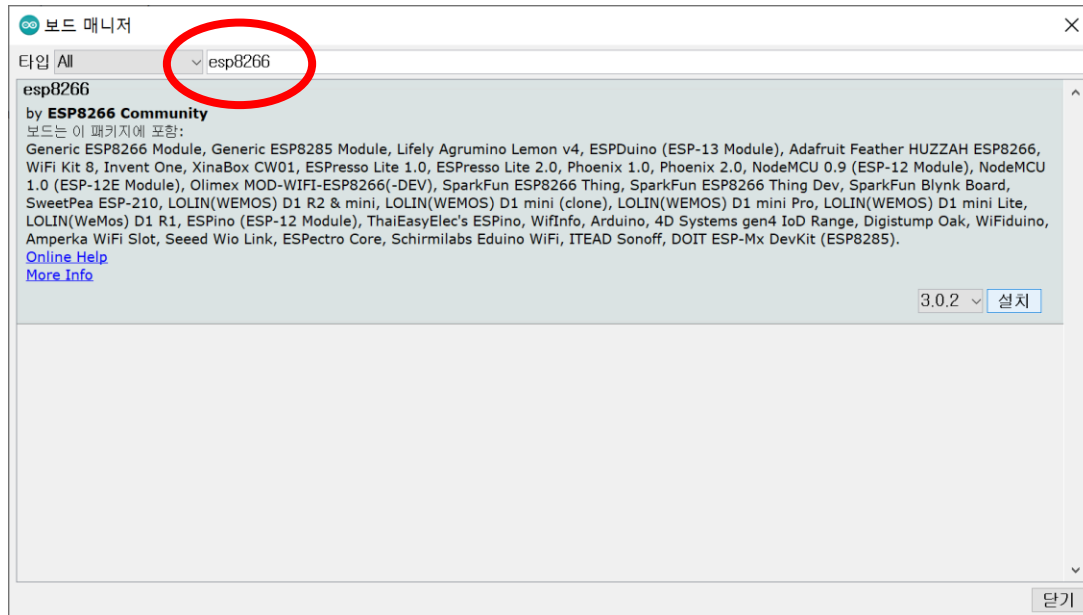 보드 매니저
타입 All esp8266
esp8266
by ESP8266 Community
보드는 이 패키지에 포함:
Generic ESP8266 Module, Generic ESP8285 Module, Lifely Agrumino Lemon v4, ESPDuino (ESP-13 Module), Adafruit Feather HUZZAH ESP8266,
WiFi Kit 8, Invent One, XinaBox CW01, ESPresso Lite 1.0, ESPresso Lite 2.0, Phoenix 1.0, Phoenix 2.0, NodeMCU 0.9 (ESP-12 Module), NodeMCU
1.0 (ESP-12E Module), Olimex MOD-WIFI-ESP8266(-DEV), SparkFun ESP8266 Thing, SparkFun ESP8266 Thing Dev, SparkFun Blynk Board,
SweetPea ESP-210, LOLIN(WEMOS) D1 R2 & mini, LOLIN(WEMOS) D1 mini (clone), LOLIN(WEMOS) D1 mini Pro, LOLIN(WEMOS) D1 mini Lite,
LOLIN(WeMos) D1 R1, ESPino (ESP-12 Module), ThaiEasyElec's ESPino, WifInfo, Arduino, 4D Systems gen4 IoD Range, Digistump Oak, WiFiduino,
Amperka WiFi Slot, Seeed Wio Link, ESPectro Core, Schirmilabs Eduino WiFi, ITEAD Sonoff, DOIT ESP-Mx DevKit (ESP8285).
Online Help
More Info
3.0.2 설치
닫기